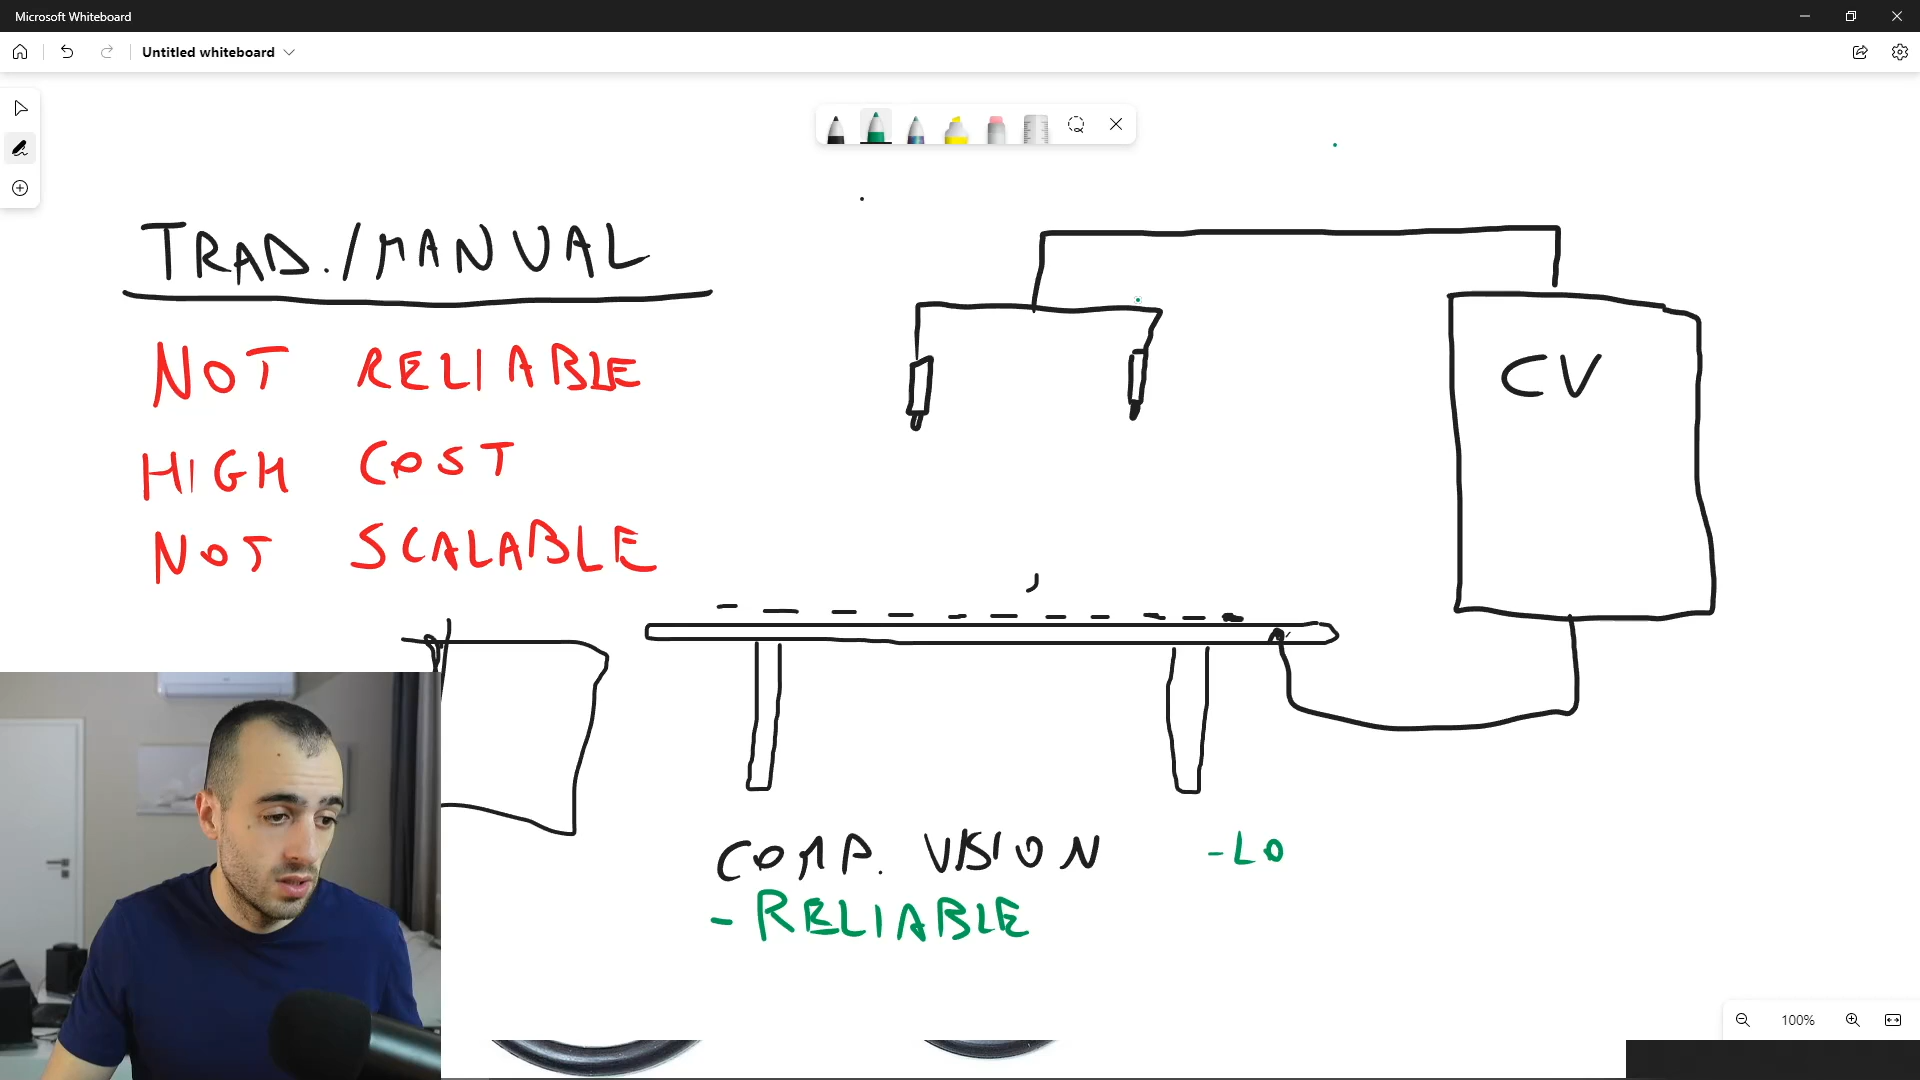 Microsoft Whiteboard
Untitled whiteboard
TRAD./MANUAL
NOT RELIABLE
HIGH COST
NOT SCALABLE
CV
COMP. VISION
- LO
- RELIABLE
100%